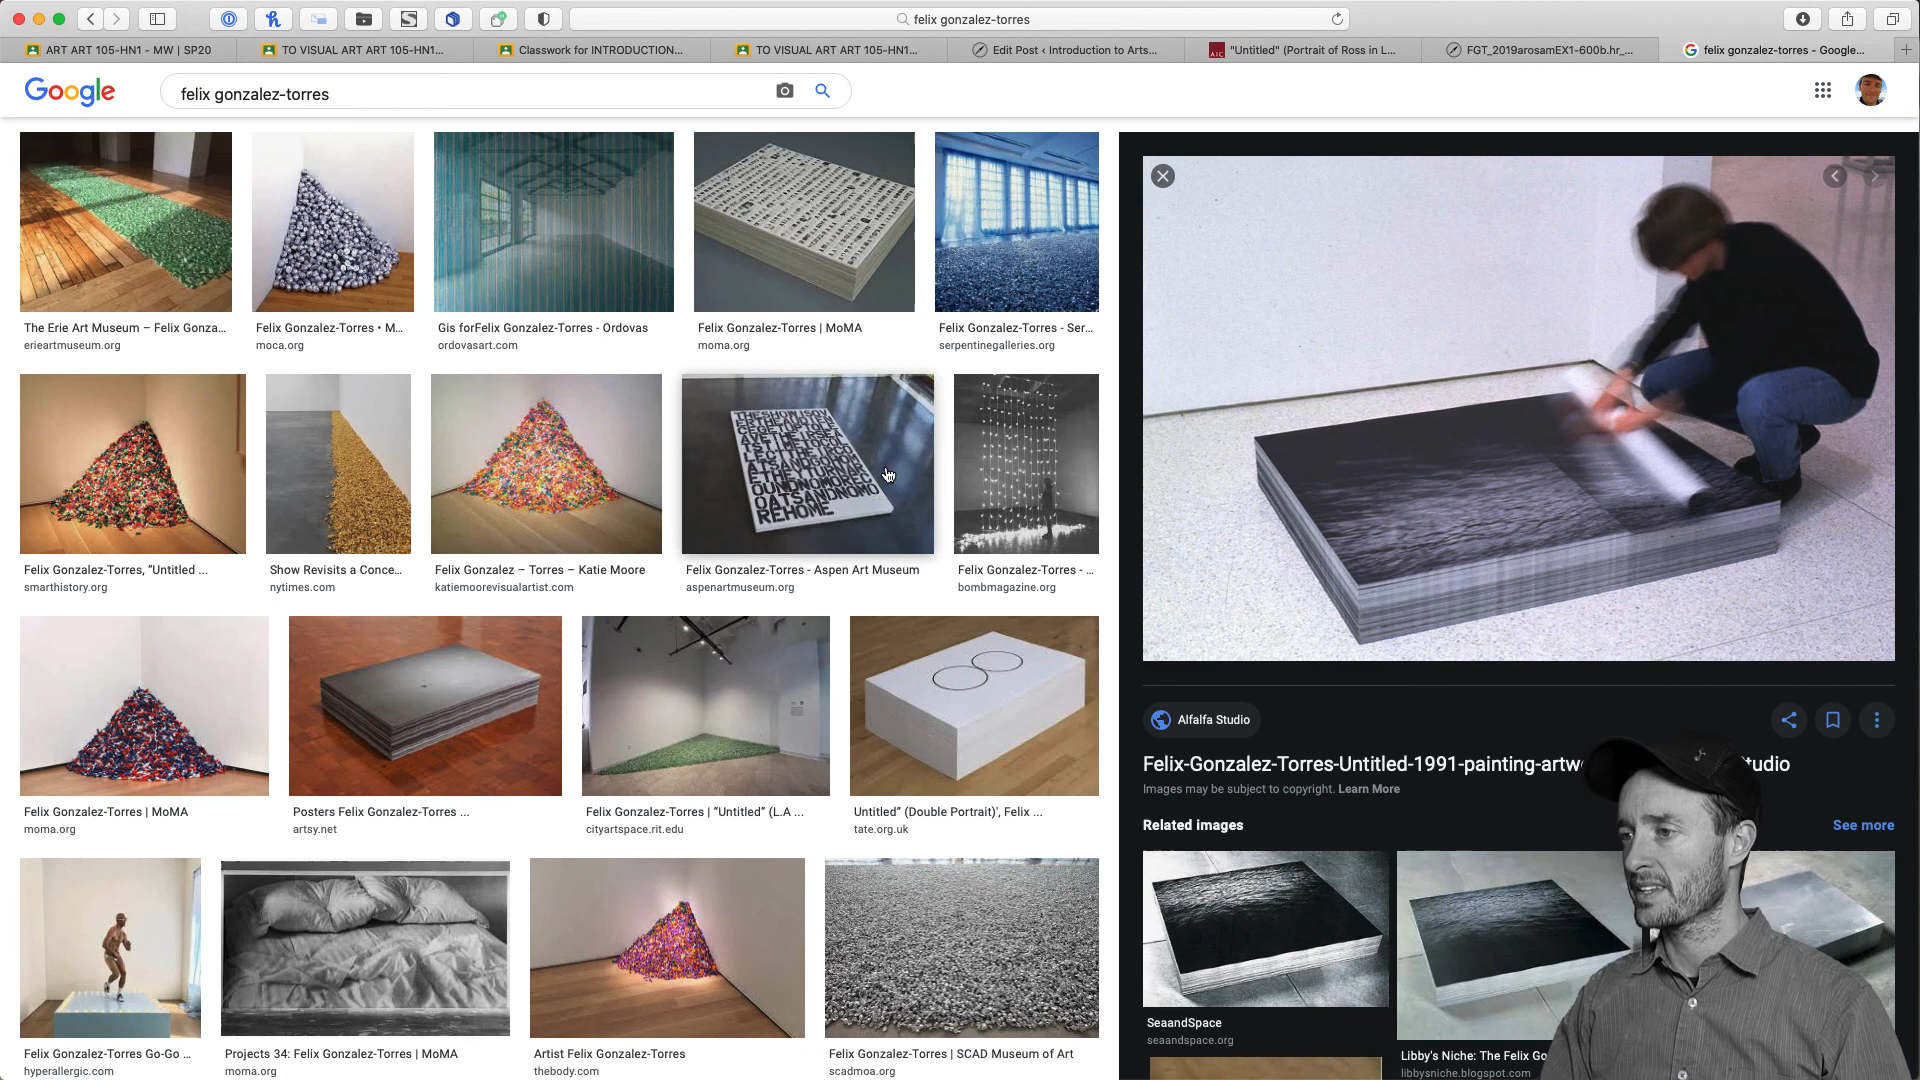 felix gonzalez-torres
ART ART 105-HN1 - MW | SP20
TO VISUAL ART ART 105-HN1...
Classwork for INTRODUCTION...
TO VISUAL ART ART 105-HN1...
Edit Post ‹ Introduction to Arts...
"Untitled" (Portrait of Ross in L...
FGT_2019arosamEX1-600b.hr_...
felix gonzalez-torres - Google...
Google
felix gonzalez-torres
The Erie Art Museum – Felix Gonza...
erieartmuseum.org
Felix Gonzalez-Torres • M...
moca.org
Gis forFelix Gonzalez-Torres - Ordovas
ordovasart.com
Felix Gonzalez-Torres | MoMA
moma.org
Felix Gonzalez-Torres - Ser...
serpentinegalleries.org
Felix Gonzalez-Torres, "Untitled ...
smarthistory.org
Show Revisits a Conce...
nytimes.com
Felix Gonzalez – Torres – Katie Moore
katiemoorevisualartist.com
Felix Gonzalez-Torres - Aspen Art Museum
aspenartmuseum.org
Felix Gonzalez-Torres - ...
bombmagazine.org
Felix Gonzalez-Torres | MoMA
moma.org
Posters Felix Gonzalez-Torres ...
artsy.net
Felix Gonzalez-Torres | "Untitled" (L.A ...
cityartspace.rit.edu
Untitled" (Double Portrait)', Felix ...
tate.org.uk
Felix Gonzalez-Torres Go-Go ...
hyperallergic.com
Projects 34: Felix Gonzalez-Torres | MoMA
moma.org
Artist Felix Gonzalez-Torres
thebody.com
Felix Gonzalez-Torres | SCAD Museum of Art
scadmoa.org
Alfalfa Studio
Felix-Gonzalez-Torres-Untitled-1991-painting-artw
Images may be subject to copyright. Learn More
Related images
See more
SeaandSpace
seaandspace.org
Libby's Niche: The Felix Go
libbysniche.blogspot.com